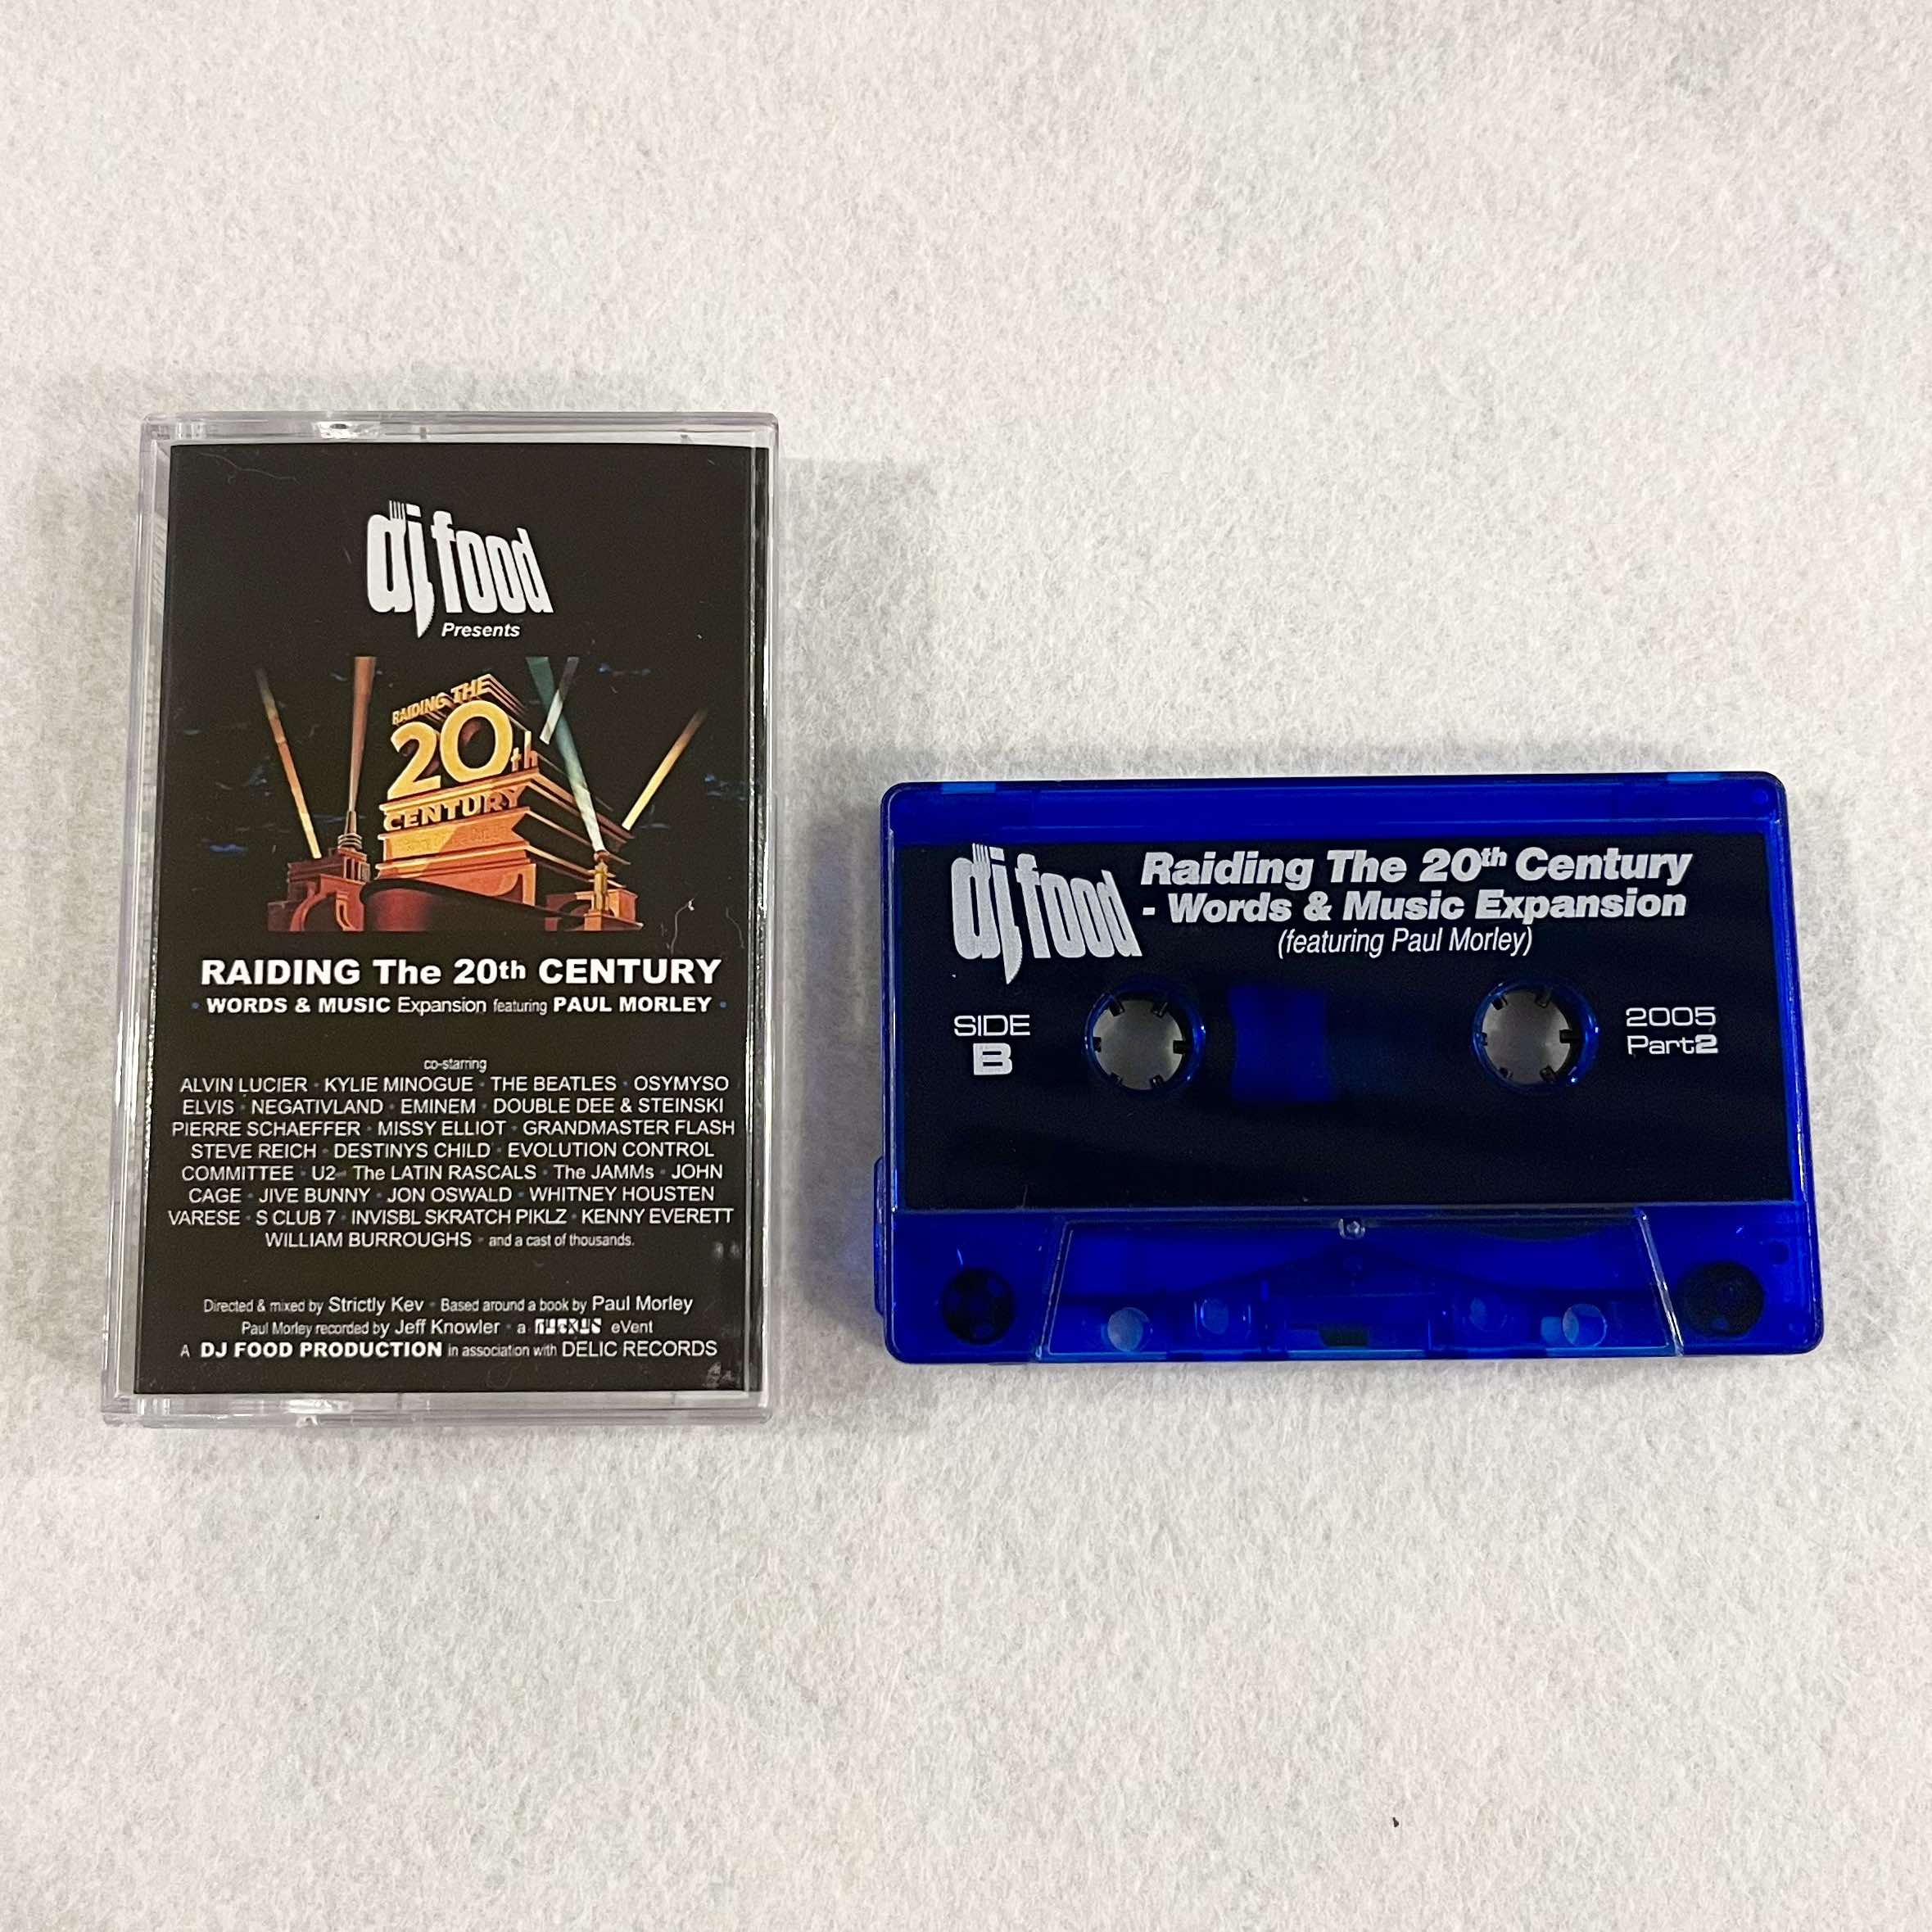 dj food
Presents
RAIDING THE
20th
CENTURY
RAIDING The 20th CENTURY
• WORDS & MUSIC Expansion featuring PAUL MORLEY •
co-starring
ALVIN LUCIER • KYLIE MINOGUE • THE BEATLES • OSYMYSO
ELVIS • NEGATIVLAND • EMINEM • DOUBLE DEE & STEINSKI
PIERRE SCHAEFFER • MISSY ELLIOT • GRANDMASTER FLASH
STEVE REICH • DESTINYS CHILD • EVOLUTION CONTROL
COMMITTEE • U2 • The LATIN RASCALS • The JAMMs • JOHN
CAGE • JIVE BUNNY • JON OSWALD • WHITNEY HOUSTEN
VARESE • S CLUB 7 • INVISBL SKRATCH PIKLZ • KENNY EVERETT
WILLIAM BURROUGHS • and a cast of thousands.
Directed & mixed by Strictly Kev • Based around a book by Paul Morley
Paul Morley recorded by Jeff Knowler • a eVent
A DJ FOOD PRODUCTION in association with DELIC RECORDS
dj food
Raiding The 20th Century
- Words & Music Expansion
(featuring Paul Morley)
SIDE
B
2005
Part2